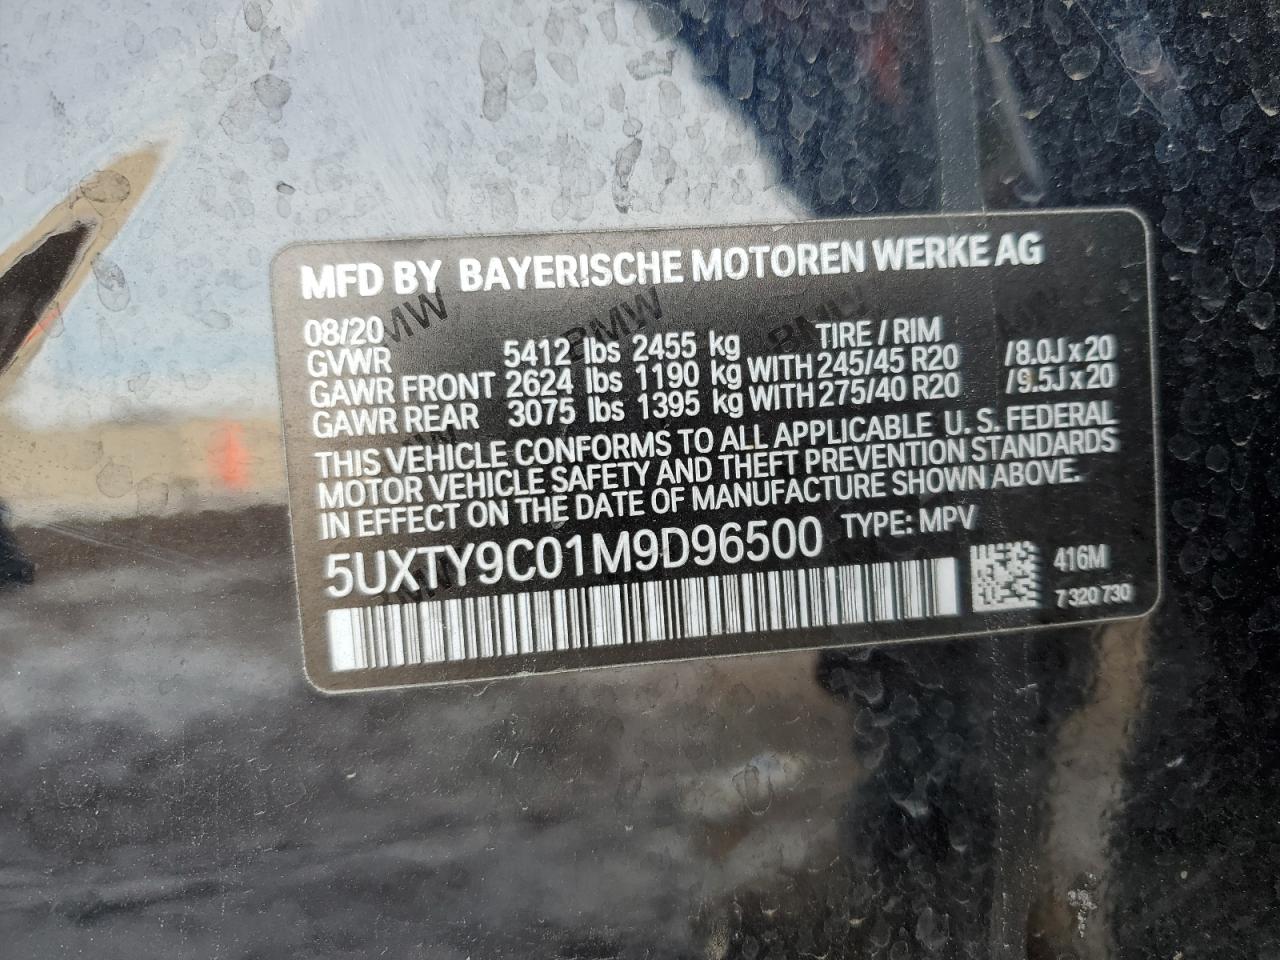 MFD BY BAYERISCHE MOTOREN WERKE AG
08/20 TIRE / RIM
GVWR 5412 lbs 2455 kg
GAWR FRONT 2624 lbs 1190 kg WITH 245/45 R20 /8.0J x 20
GAWR REAR 3075 lbs 1395 kg WITH 275/40 R20 /9.5J x 20
THIS VEHICLE CONFORMS TO ALL APPLICABLE U. S. FEDERAL
MOTOR VEHICLE SAFETY AND THEFT PREVENTION STANDARDS
IN EFFECT ON THE DATE OF MANUFACTURE SHOWN ABOVE.
5UXTY9C01M9D96500 TYPE: MPV
416M
7 320 730
BMW
BMW
BMW